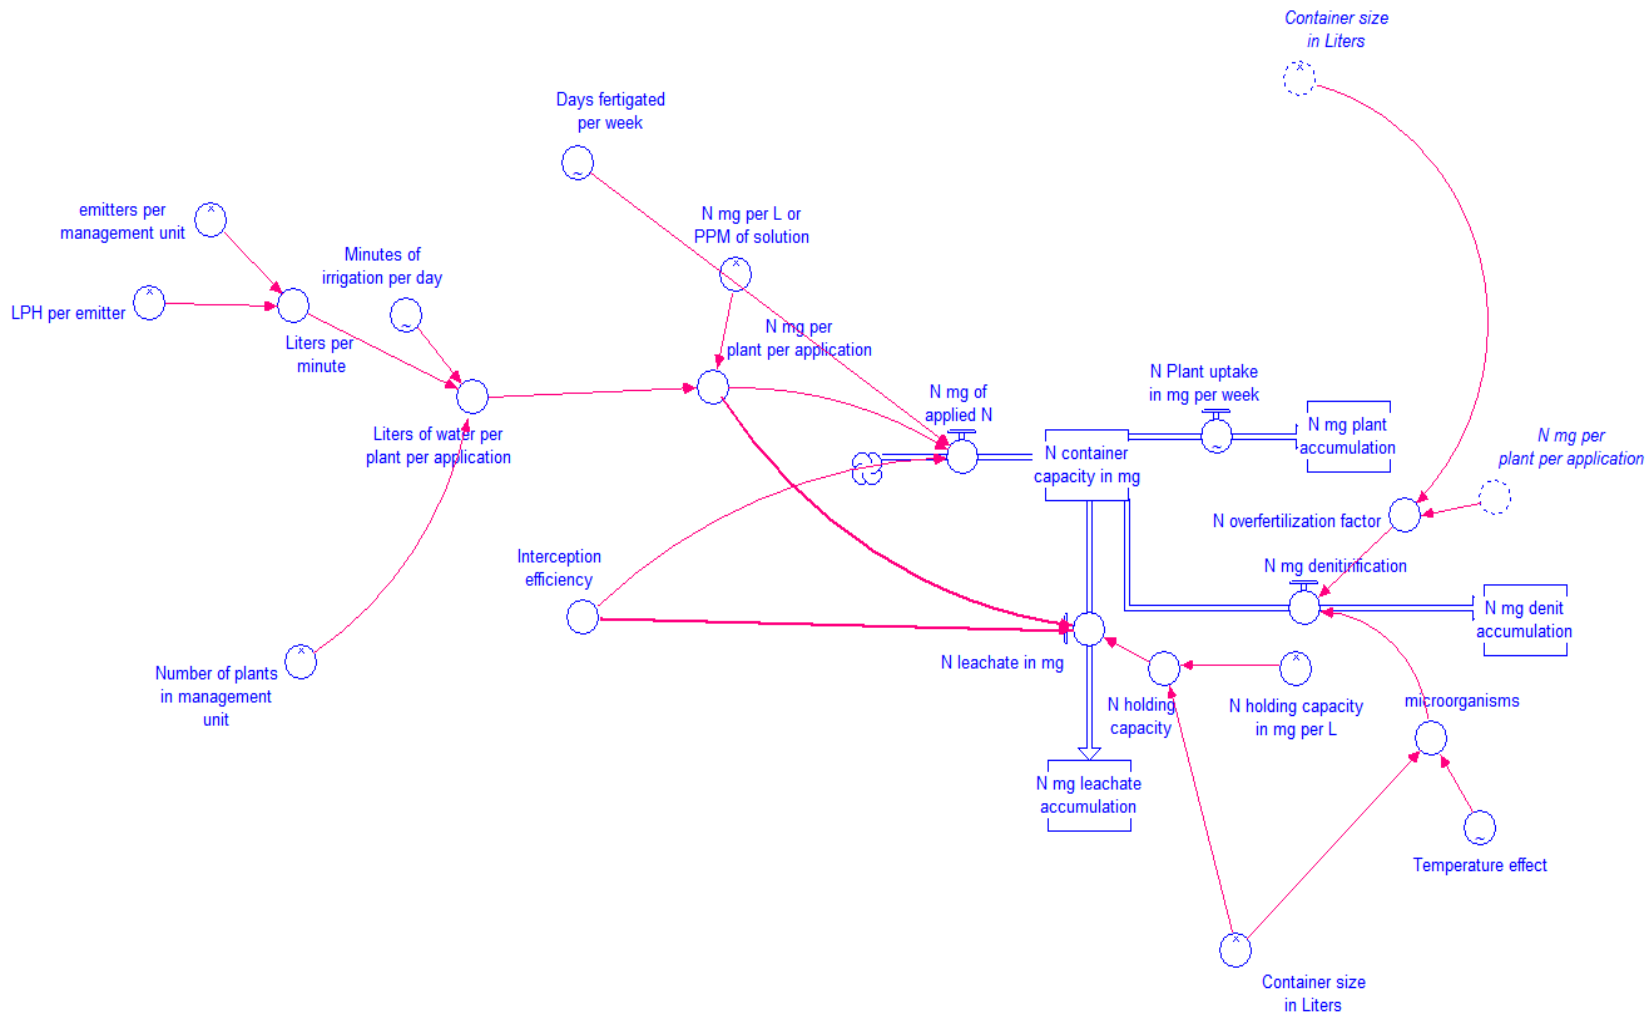 Container size
in Liters
Days fertigated
per week
emitters per
management unit
N mg per L or
PPM of solution
Minutes of
irrigation per day
LPH per emitter
Liters per
minute
N mg per
plant per application
N Plant uptake
in mg per week
N mg of
applied N
Liters of water per
plant per application
N container
capacity in mg
N mg plant
accumulation
N mg per
plant per application
N overfertilization factor
Interception
efficiency
N mg denitirification
N mg denit
accumulation
N leachate in mg
Number of plants
in management
unit
N holding
capacity
N holding capacity
in mg per L
microorganisms
N mg leachate
accumulation
Temperature effect
Container size
in Liters